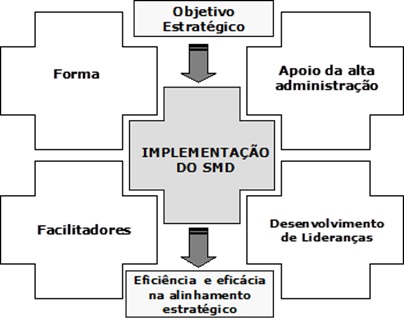 Objetivo
Estratégico
Forma
Apoio da alta
administração
IMPLEMENTAÇÃO
DO SMD
Facilitadores
Desenvolvimento
de Lideranças
Eficiência e eficácia
na alinhamento
estratégico